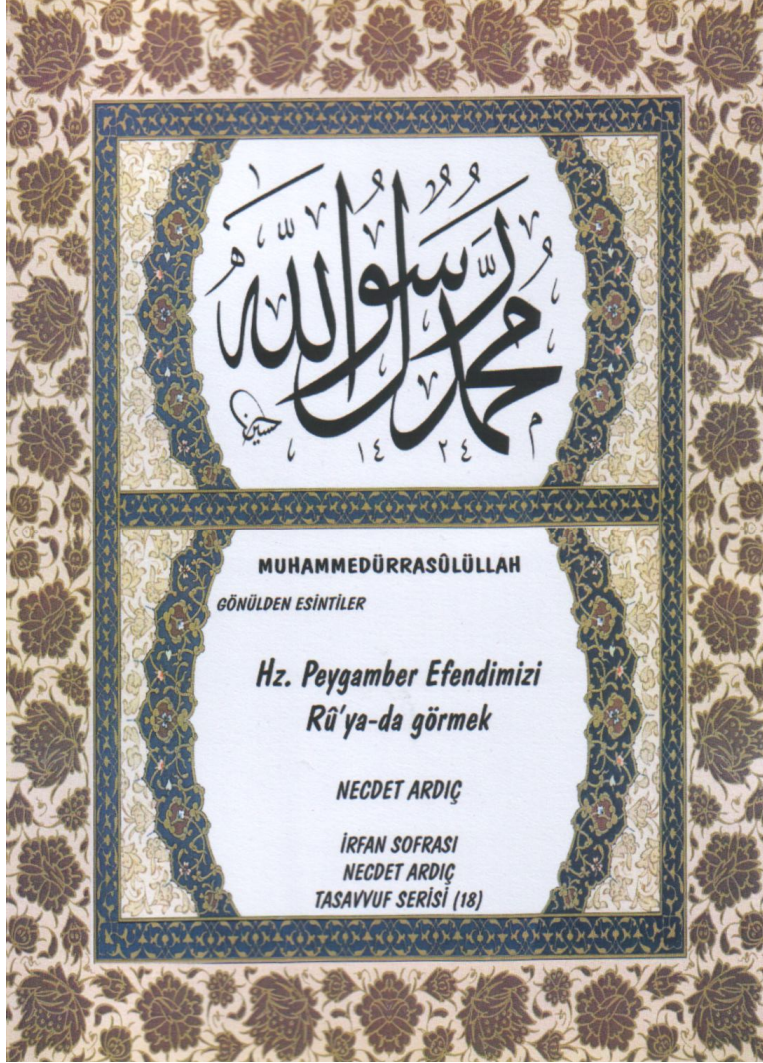 محمد رسول الله
حسين
١٤٢٤
MUHAMMEDÜRRASÛLÜLLAH
GÖNÜLDEN ESİNTİLER
Hz. Peygamber Efendimizi
Rû'ya-da görmek
NECDET ARDIÇ
İRFAN SOFRASI
NECDET ARDIÇ
TASAVVUF SERİSİ (18)